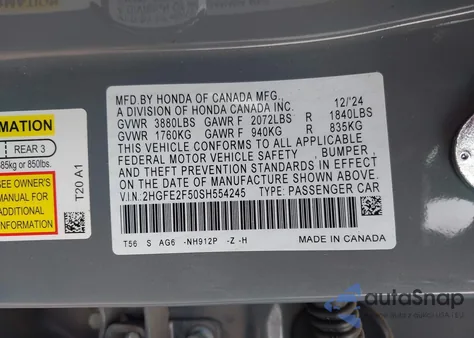 MFD.BY HONDA OF CANADA MFG., 12/'24
A DIVISION OF HONDA CANADA INC.
GVWR 3880LBS GAWR F 2072LBS R 1840LBS
GVWR 1760KG GAWR F 940KG R 835KG
THIS VEHICLE CONFORMS TO ALL APPLICABLE
FEDERAL MOTOR VEHICLE SAFETY , BUMPER ,
AND THEFT PREVENTION STANDARDS IN EFFECT
ON THE DATE OF MANUFACTURE SHOWN ABOVE.
V.I.N. 2HGFE2F50SH554245 TYPE: PASSENGER CAR
T56 S AG6 -NH912P -Z -H MADE IN CANADA
MATION
REAR 3
85kg or 850lbs.
SEE OWNER'S
MANUAL FOR
ADDITIONAL
T20 A1
autoSnap